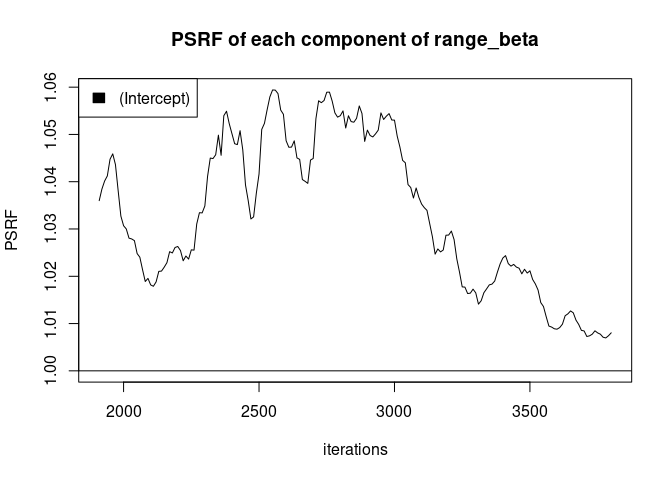 PSRF of each component of range_beta
(Intercept)
PSRF
1.06
1.05
1.04
1.03
1.02
1.01
1.00
2000 2500 3000 3500
iterations